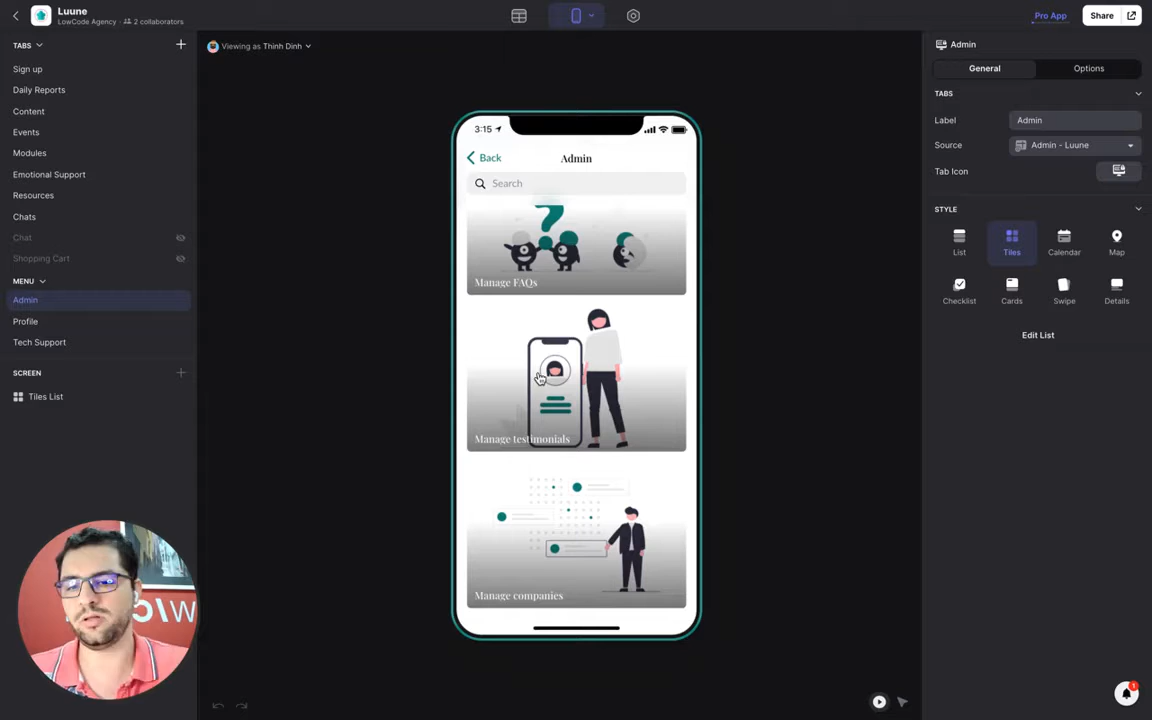 Luune
LowCode Agency · 2 collaborators
Pro App
Share
TABS
Sign up
Daily Reports
Content
Events
Modules
Emotional Support
Resources
Chats
Chat
Shopping Cart
MENU
Admin
Profile
Tech Support
SCREEN
Tiles List
Viewing as Thinh Dinh
3:15
Back
Admin
Search
Manage FAQs
Manage testimonials
Manage companies
Admin
General
Options
TABS
Label
Admin
Source
Admin - Luune
Tab Icon
STYLE
List
Tiles
Calendar
Map
Checklist
Cards
Swipe
Details
Edit List
1